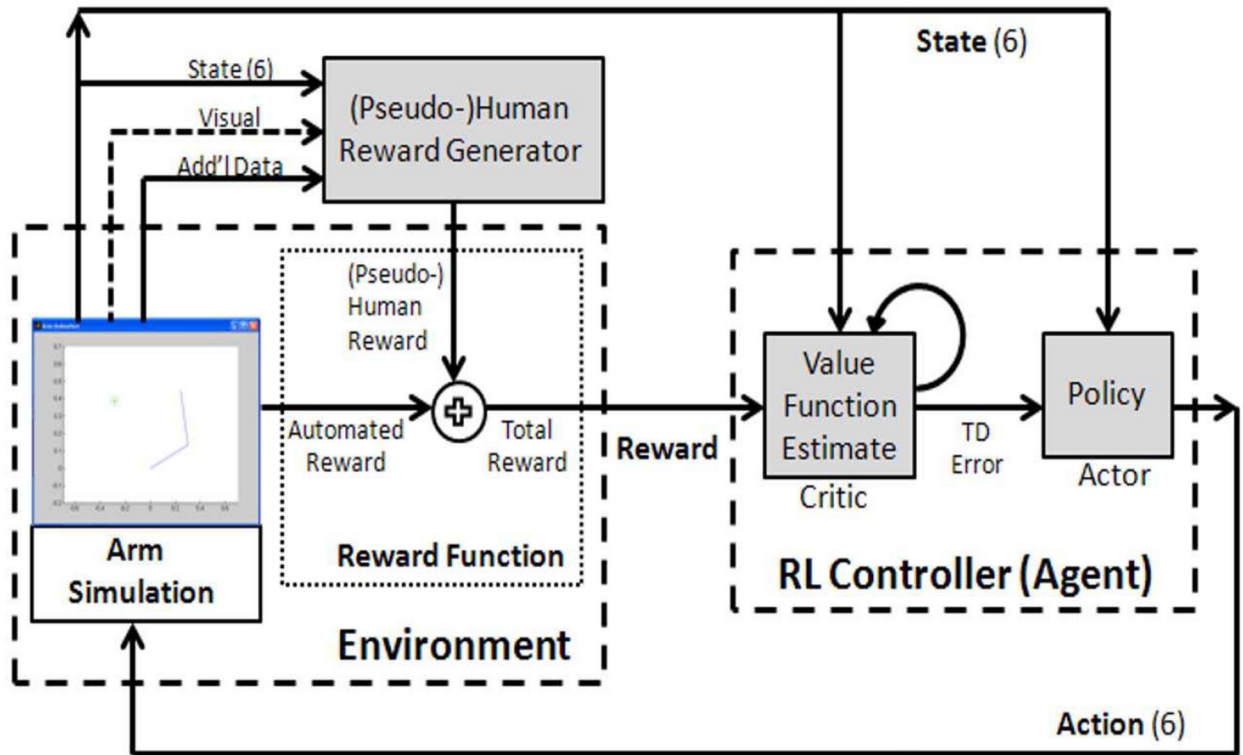 State (6)
State (6)
Visual
Add'l Data
(Pseudo-)Human
Reward Generator
(Pseudo-)
Human
Reward
Automated
Reward
Total
Reward
Reward
Value
Function
Estimate
Critic
TD
Error
Policy
Actor
Arm
Simulation
Reward Function
Environment
RL Controller (Agent)
Action (6)